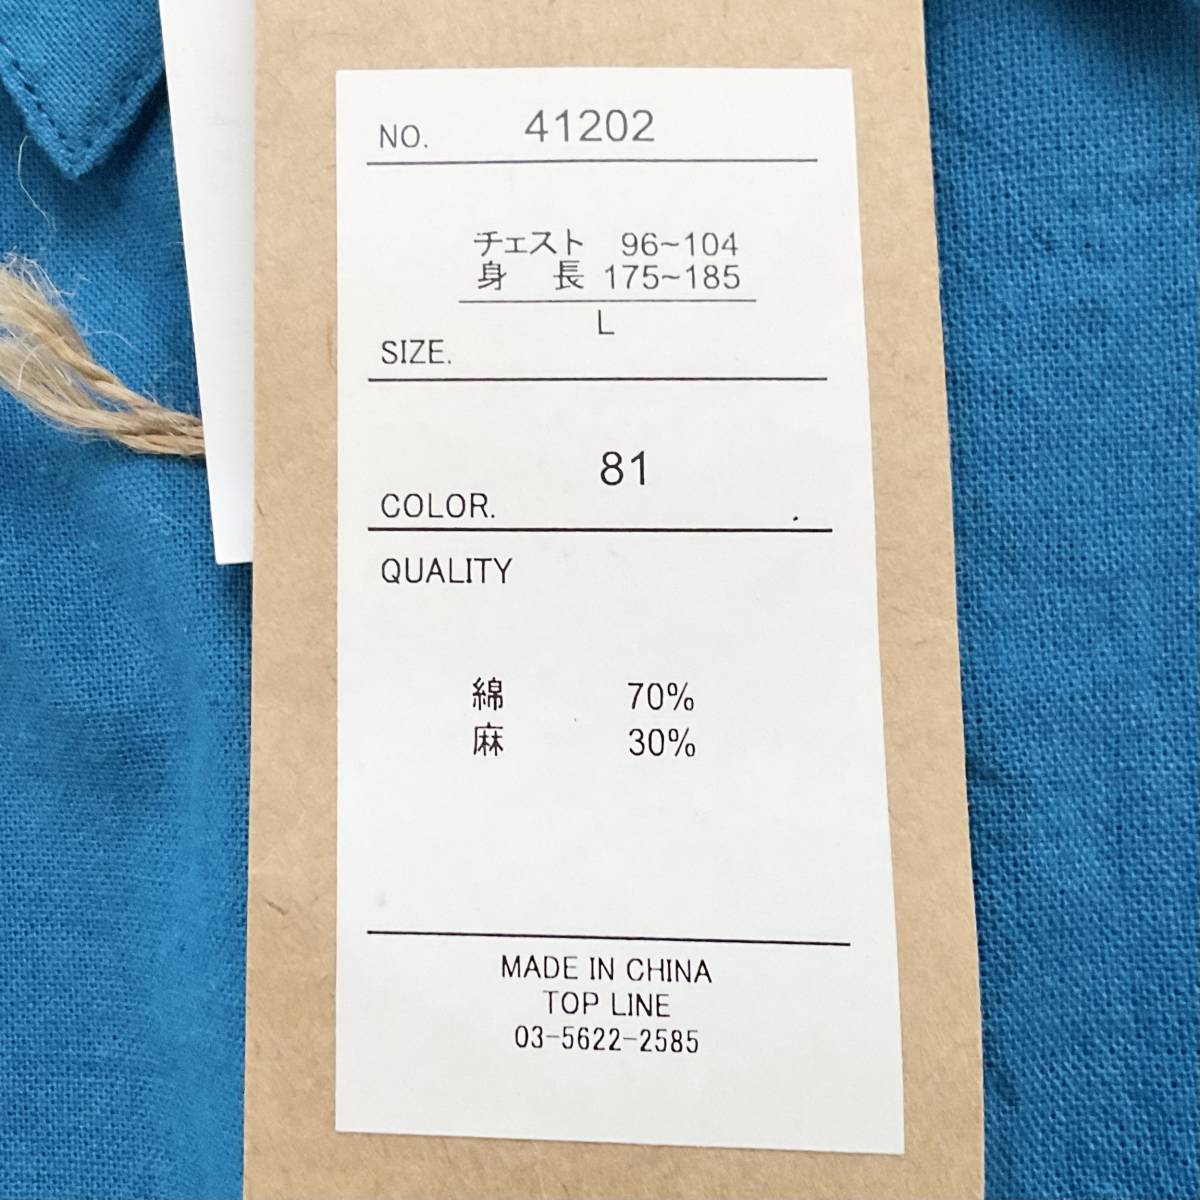 NO. 41202
チェスト 96~104
身 長 175~185
L
SIZE.
81
COLOR.
QUALITY
綿 70%
麻 30%
MADE IN CHINA
TOP LINE
03-5622-2585